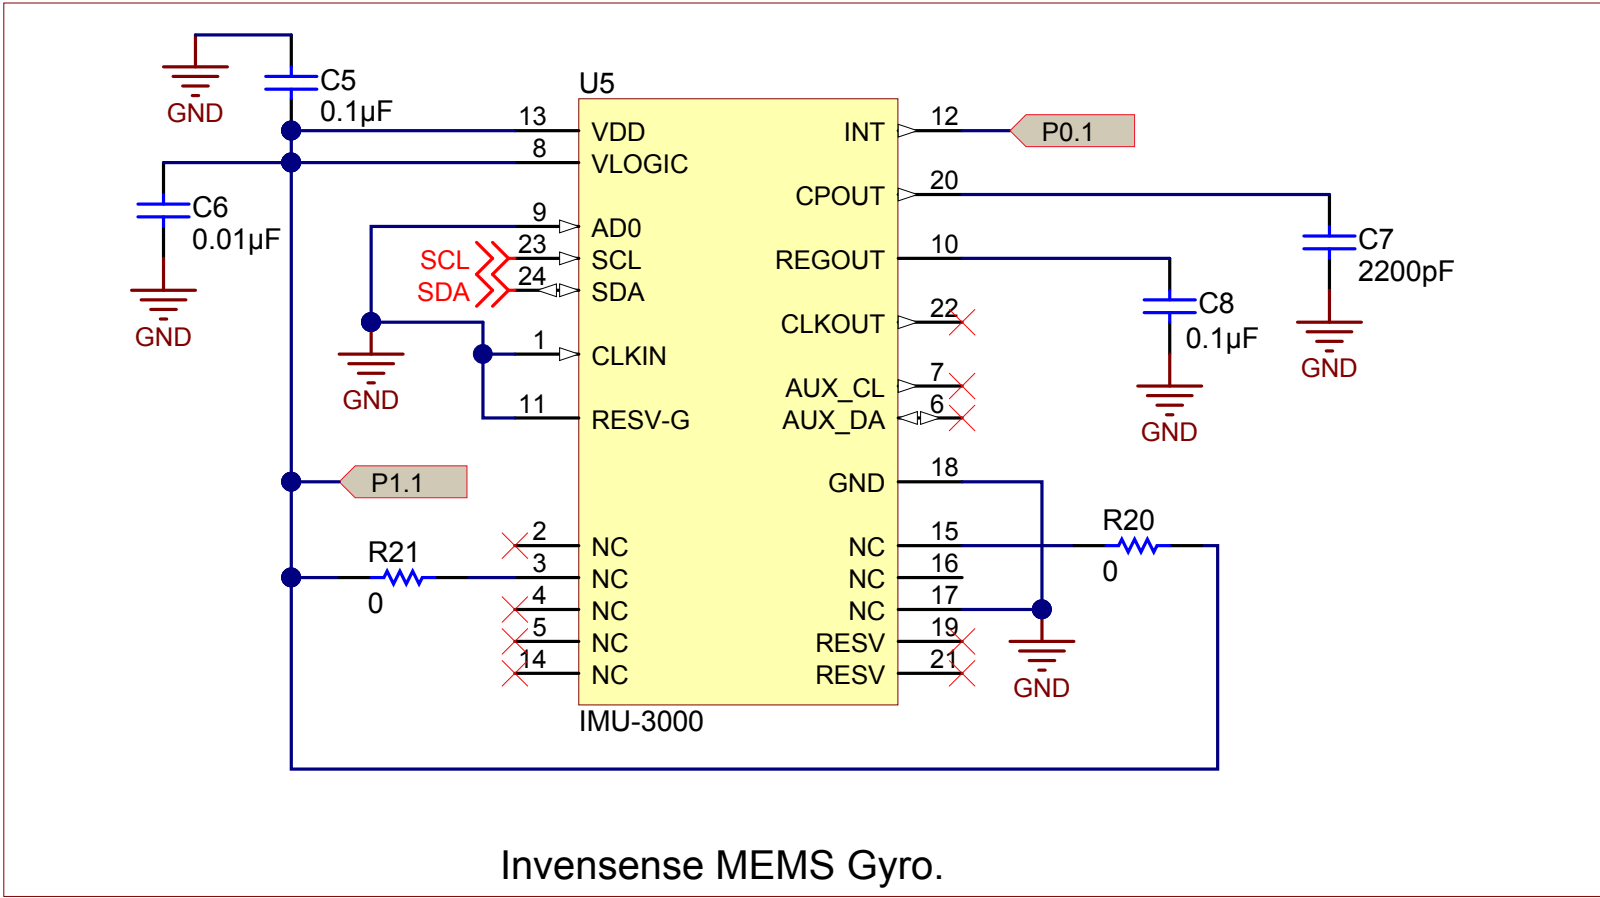 U5
C5
0.1µF
GND
13
VDD
8
VLOGIC
C6
0.01µF
GND
9
AD0
SCL
23
SCL
SDA
24
SDA
1
CLKIN
GND
11
RESV-G
P1.1
2
NC
R21
0
3
NC
4
NC
5
NC
14
NC
INT
12
P0.1
CPOUT
20
C7
2200pF
GND
REGOUT
10
C8
0.1µF
GND
CLKOUT
22
AUX_CL
7
AUX_DA
6
GND
18
NC
15
R20
0
NC
16
NC
17
RESV
19
RESV
21
GND
IMU-3000
Invensense MEMS Gyro.